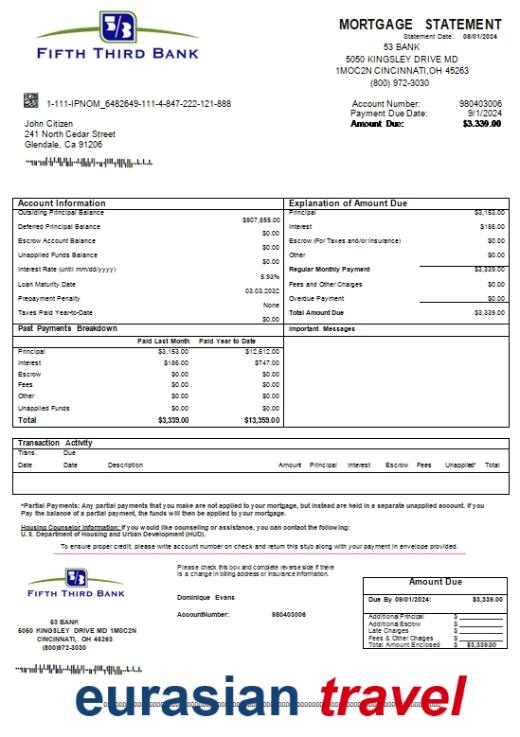 FIFTH THIRD BANK
MORTGAGE STATEMENT
Statement Date: 08/01/2024
53 BANK
5050 KINGSLEY DRIVE MD
1MOC2N CINCINNATI,OH 45263
(800) 972-3030
1-111-IPNOM_6482649-111-4-847-222-121-888
Account Number: 980403006
Payment Due Date: 9/1/2024
Amount Due: $3,339.00
John Citizen
241 North Cedar Street
Glendale, Ca 91206
Account Information
Outsiding Principal Balance $507,855.00
Deferred Principal Balance $0.00
Escrow Account Balance $0.00
Unapplied Funds Balance $0.00
Interest Rate (until mm/dd/yyyy) 5.93%
Loan Maturity Date 03.03.2032
Prepayment Penalty None
Taxes Paid Year-to-Date $0.00
Explanation of Amount Due
Principal $3,153.00
Interest $186.00
Escrow (For Taxes and/or Insurance) $0.00
Other $0.00
Regular Monthly Payment $3,339.00
Fees and Other Charges $0.00
Overdue Payment $0.00
Total Amount Due $3,339.00
Past Payments Breakdown
Paid Last Month Paid Year to Date
Principal $3,153.00 $12,612.00
Interest $186.00 $747.00
Escrow $0.00 $0.00
Fees $0.00 $0.00
Other $0.00 $0.00
Unapplied Funds $0.00 $0.00
Total $3,339.00 $13,359.00
Important Messages
Transaction Activity
Trans. Due
Date Date Description Amount Principal Interest Escrow Fees Unapplied* Total
*Partial Payments: Any partial payments that you make are not applied to your mortgage, but instead are held in a separate unapplied account. If you
Pay the balance of a partial payment, the funds will then be applied to your mortgage.
Housing Counselor Information: If you would like counseling or assistance, you can contact the following:
U.S. Department of Housing and Urban Development (HUD).
To ensure proper credit, please write account number on check and return this stub along with your payment in envelope provided.
FIFTH THIRD BANK
53 BANK
5050 KINGSLEY DRIVE MD 1MOC2N
CINCINNATI, OH 45263
(800)972-3030
Please check this box and complete reverse side if there
is a change in billing address or insurance information.
Dominique Evans
AccountNumber: 980403006
Amount Due
Due By 09/01/2024: $3,339.00
Additional Principal $
Additional Escrow $
Late Charges $
Fees & Other Charges $
Total Amount Enclosed $ $3,339.00
eurasian travel